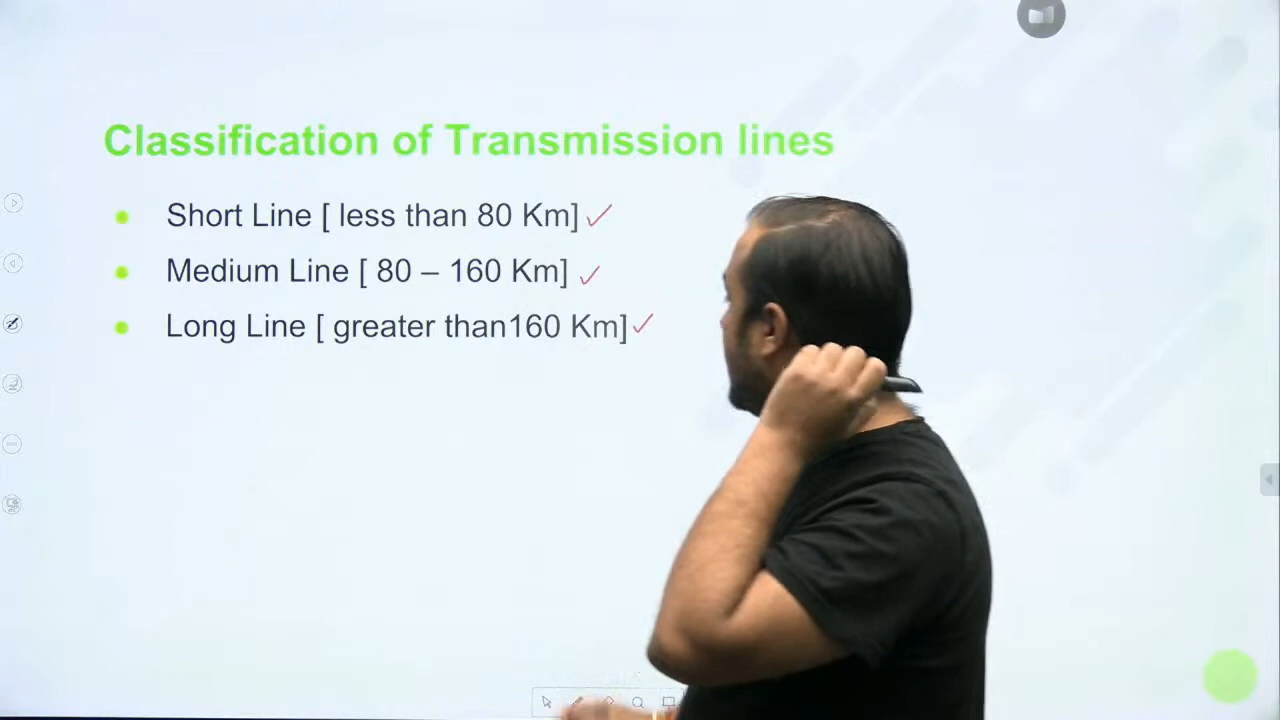 Classification of Transmission lines
Short Line [ less than 80 Km]
Medium Line [ 80 – 160 Km]
Long Line [ greater than160 Km]